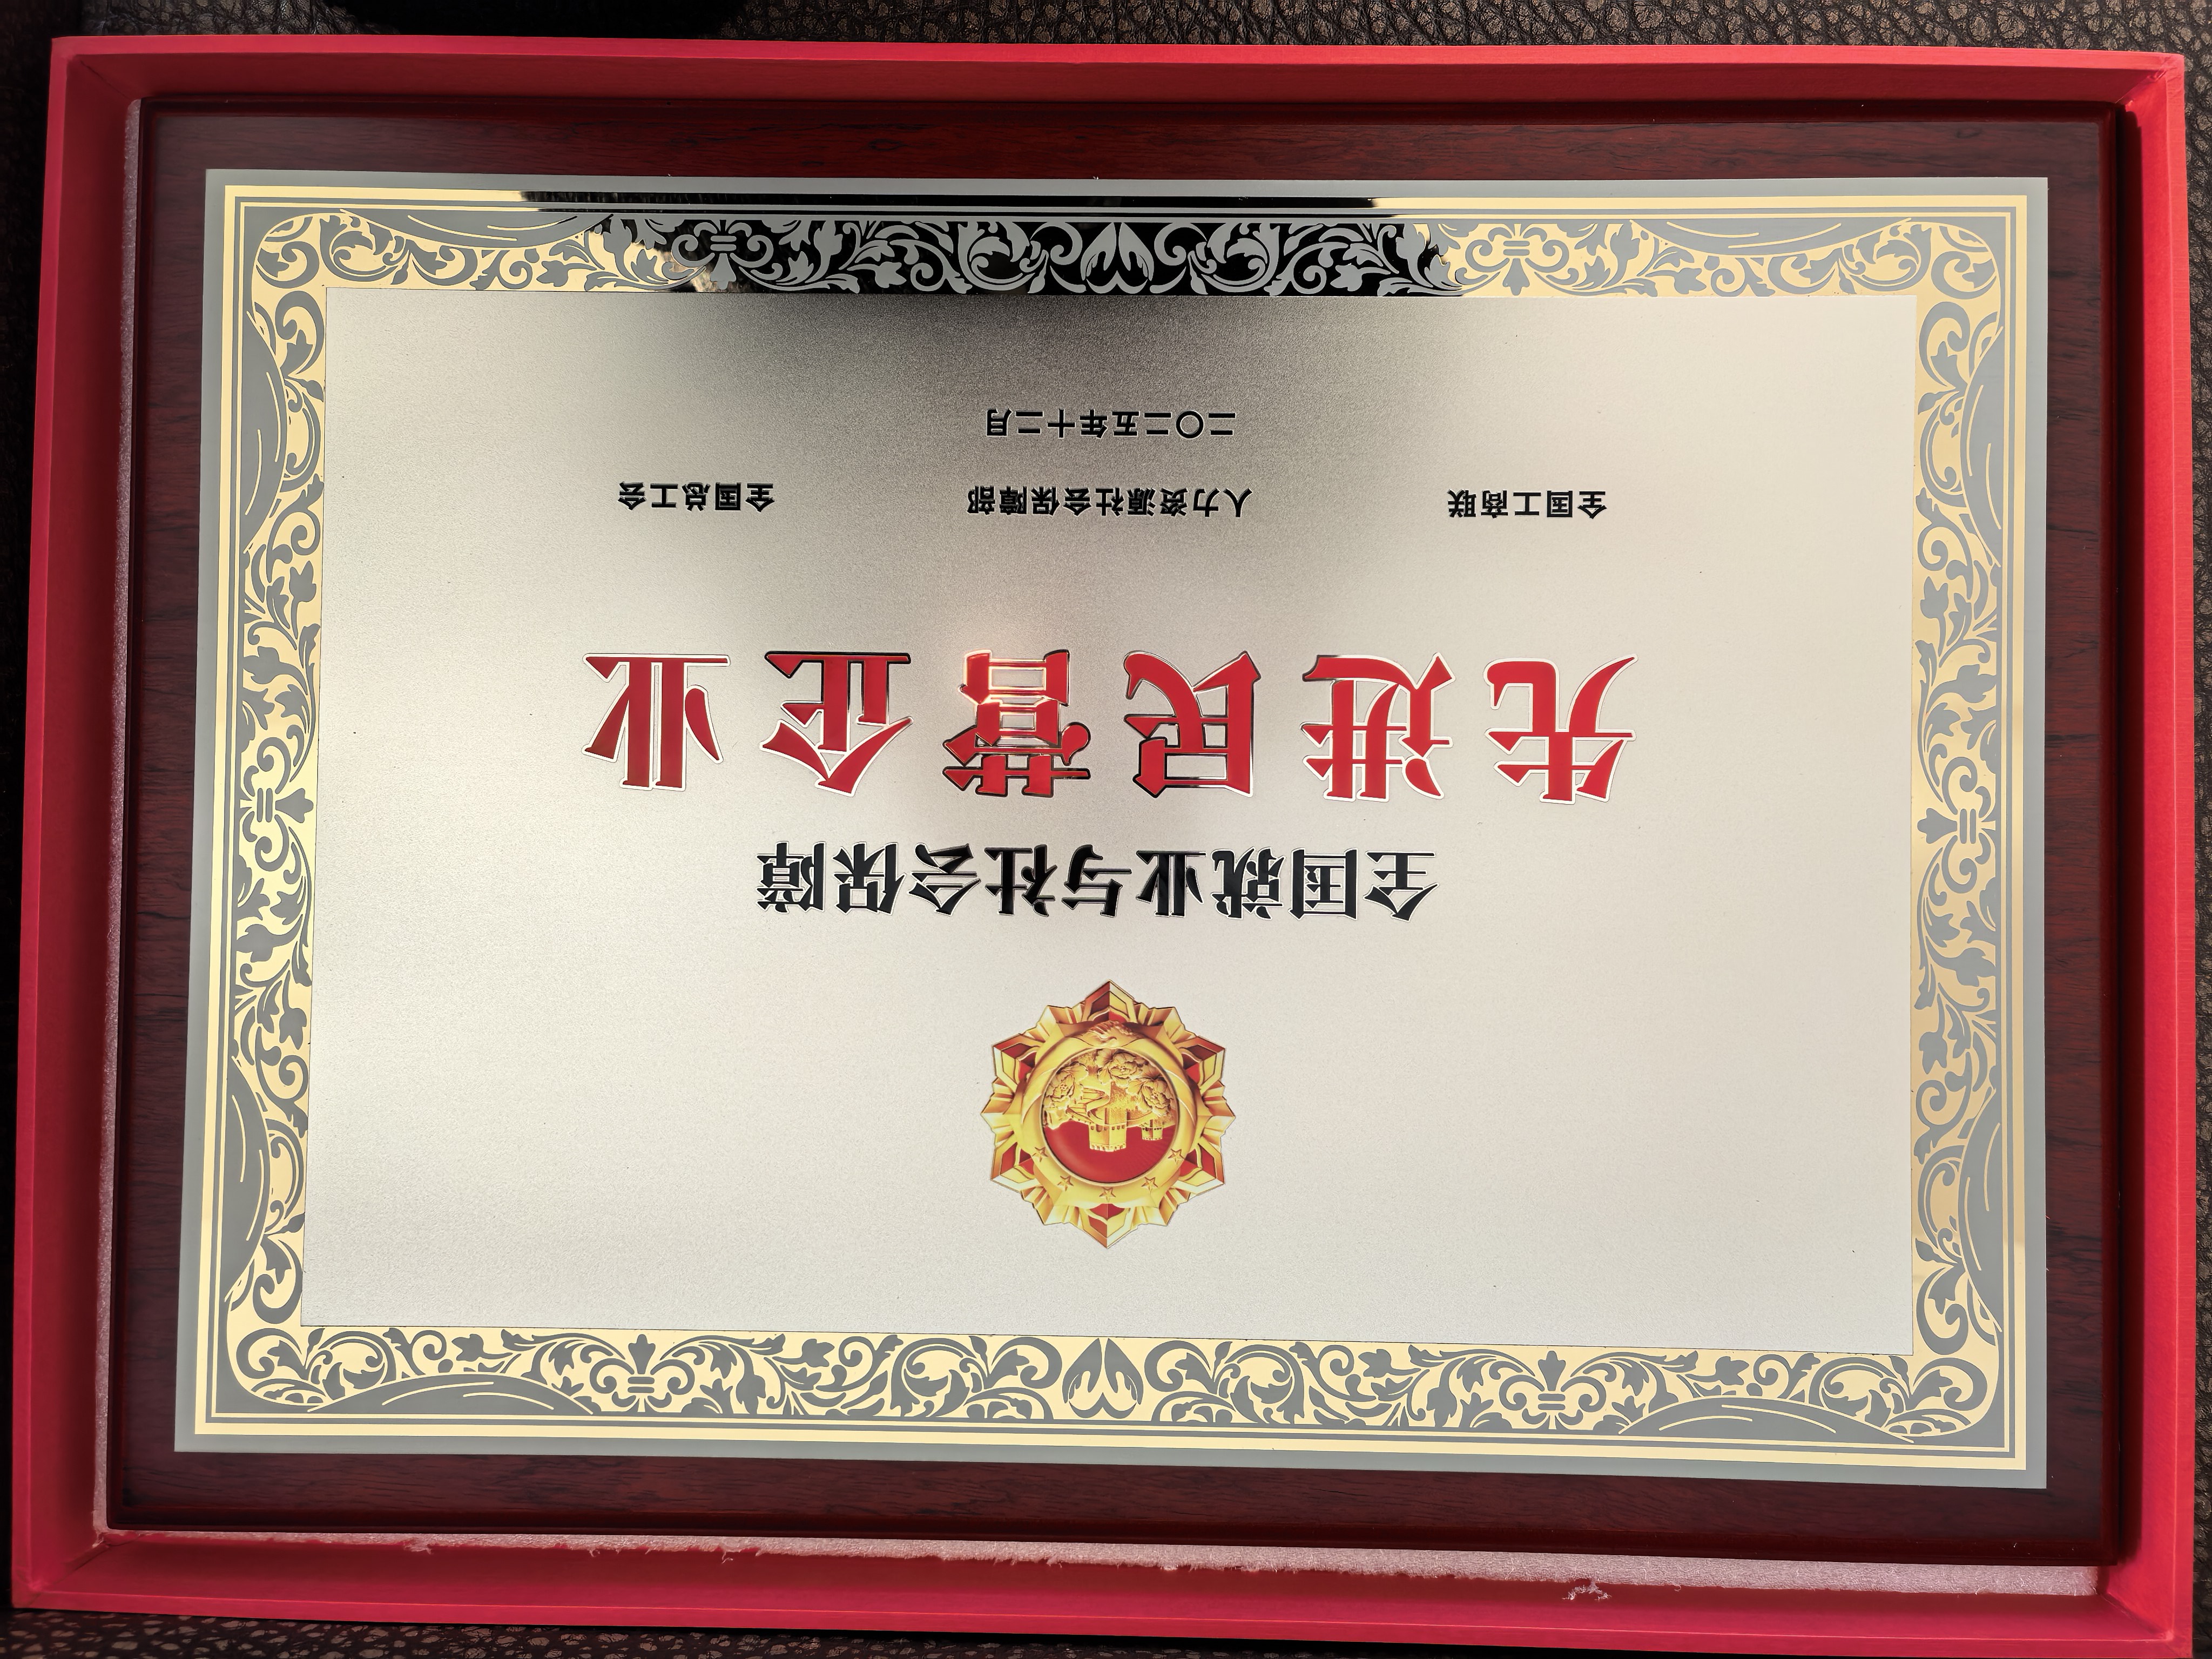 全国就业与社会保障
先进民营企业
全国工商联 人力资源社会保障部 全国总工会
二〇二五年十二月